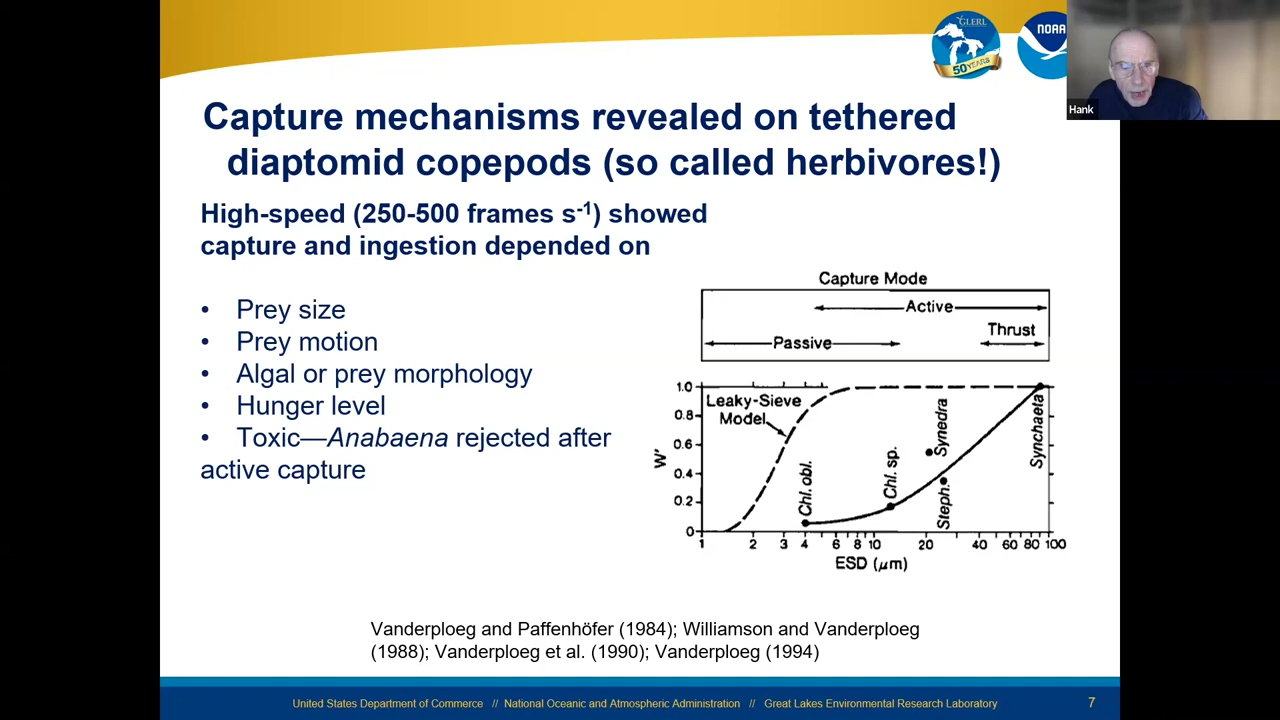 GLERL
50 YEARS
NOAA
Hank
Capture mechanisms revealed on tethered
diaptomid copepods (so called herbivores!)
High-speed (250-500 frames s-1) showed
capture and ingestion depended on
• Prey size
• Prey motion
• Algal or prey morphology
• Hunger level
• Toxic—Anabaena rejected after
active capture
Capture Mode
Active
Thrust
Passive
1.0
0.8
0.6
0.4
0.2
0
W'
Leaky-Sieve
Model
Chl. obl.
Chl. sp.
Synedra
Steph.
Synchaeta
1 2 3 4 6 8 10 20 40 60 80 100
ESD (μm)
Vanderploeg and Paffenhöfer (1984); Williamson and Vanderploeg
(1988); Vanderploeg et al. (1990); Vanderploeg (1994)
United States Department of Commerce // National Oceanic and Atmospheric Administration // Great Lakes Environmental Research Laboratory
7